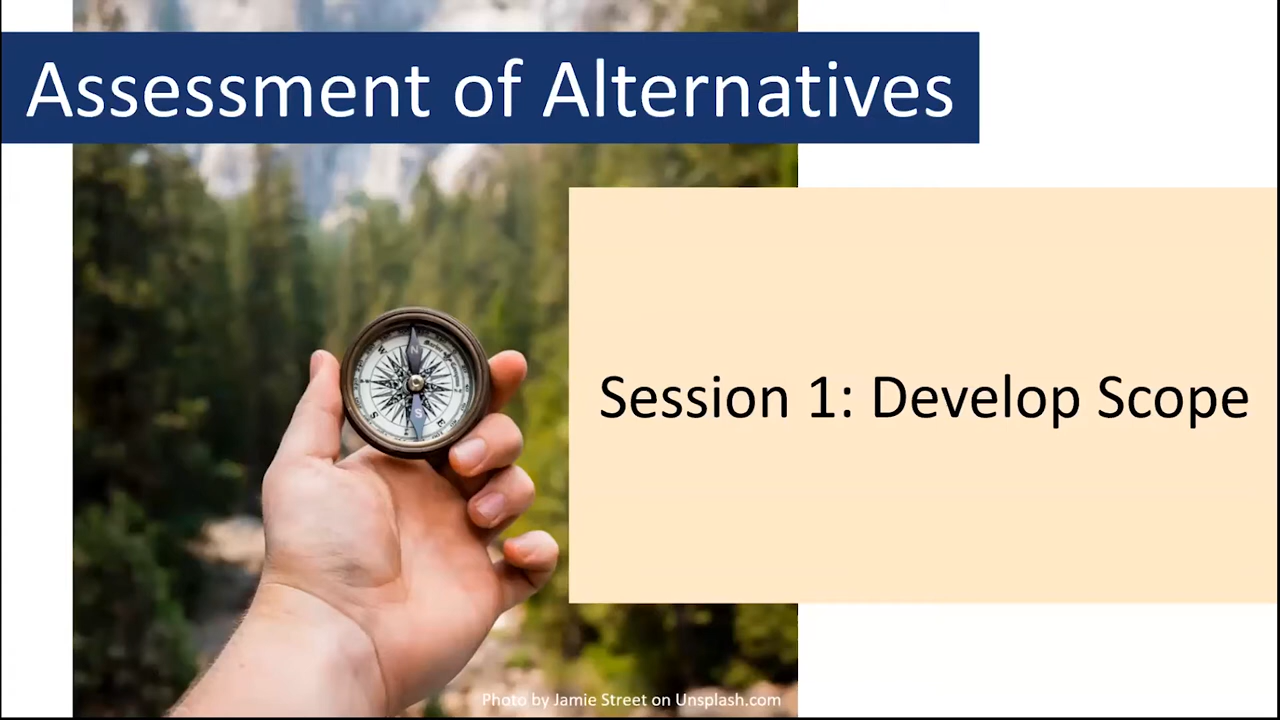 Assessment of Alternatives
Session 1: Develop Scope
N
W
S
E
S
Photo by Jamie Street on Unsplash.com